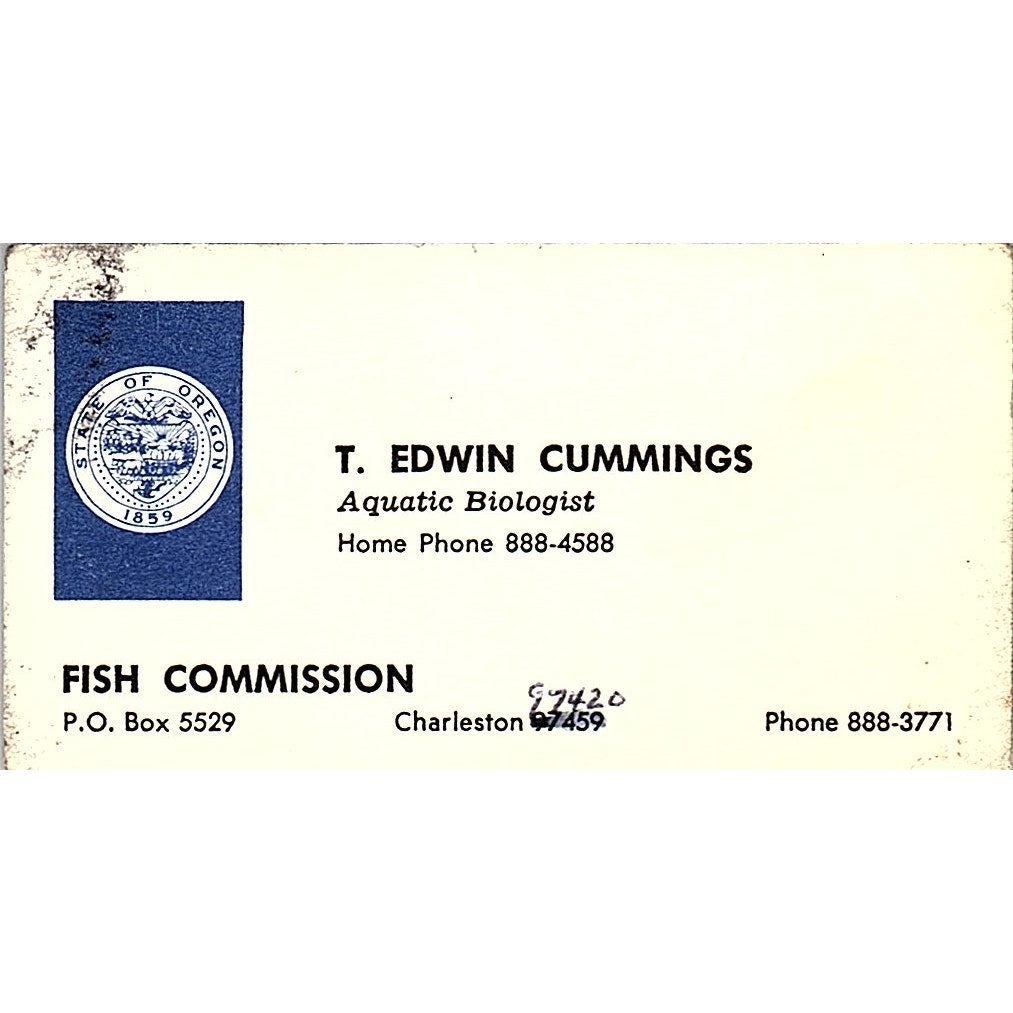 STATE OF OREGON
1859
T. EDWIN CUMMINGS
Aquatic Biologist
Home Phone 888-4588
FISH COMMISSION
97420
P.O. Box 5529 Charleston 97459 Phone 888-3771